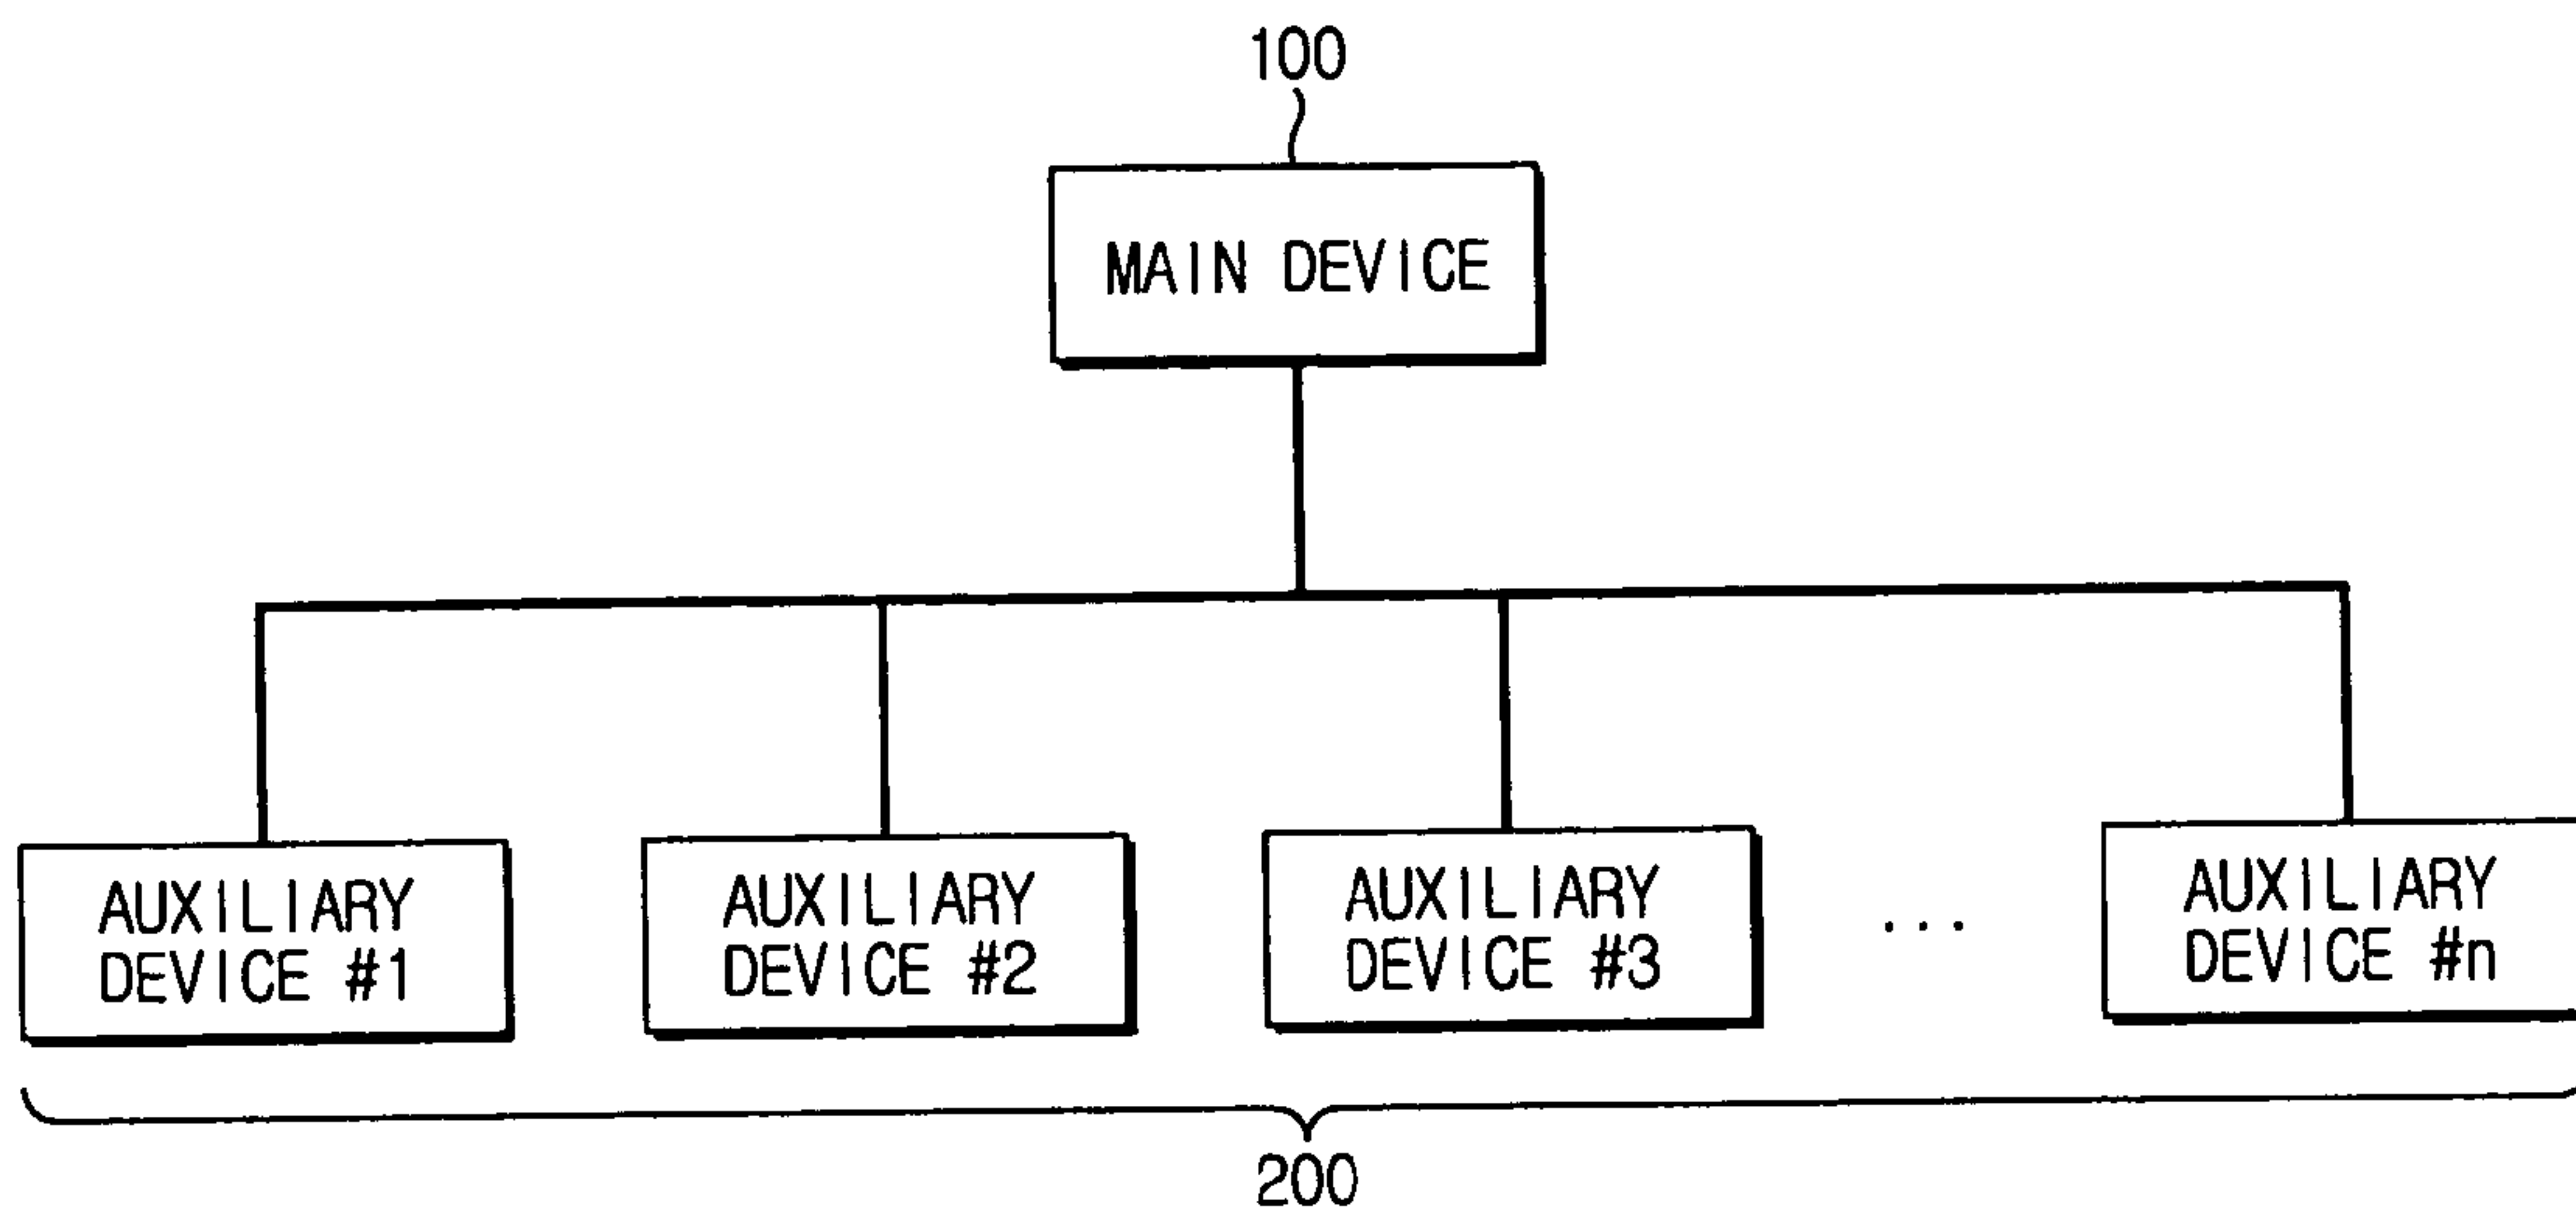 100
MAIN DEVICE
AUXILIARY
DEVICE #1
AUXILIARY
DEVICE #2
AUXILIARY
DEVICE #3
...
AUXILIARY
DEVICE #n
200